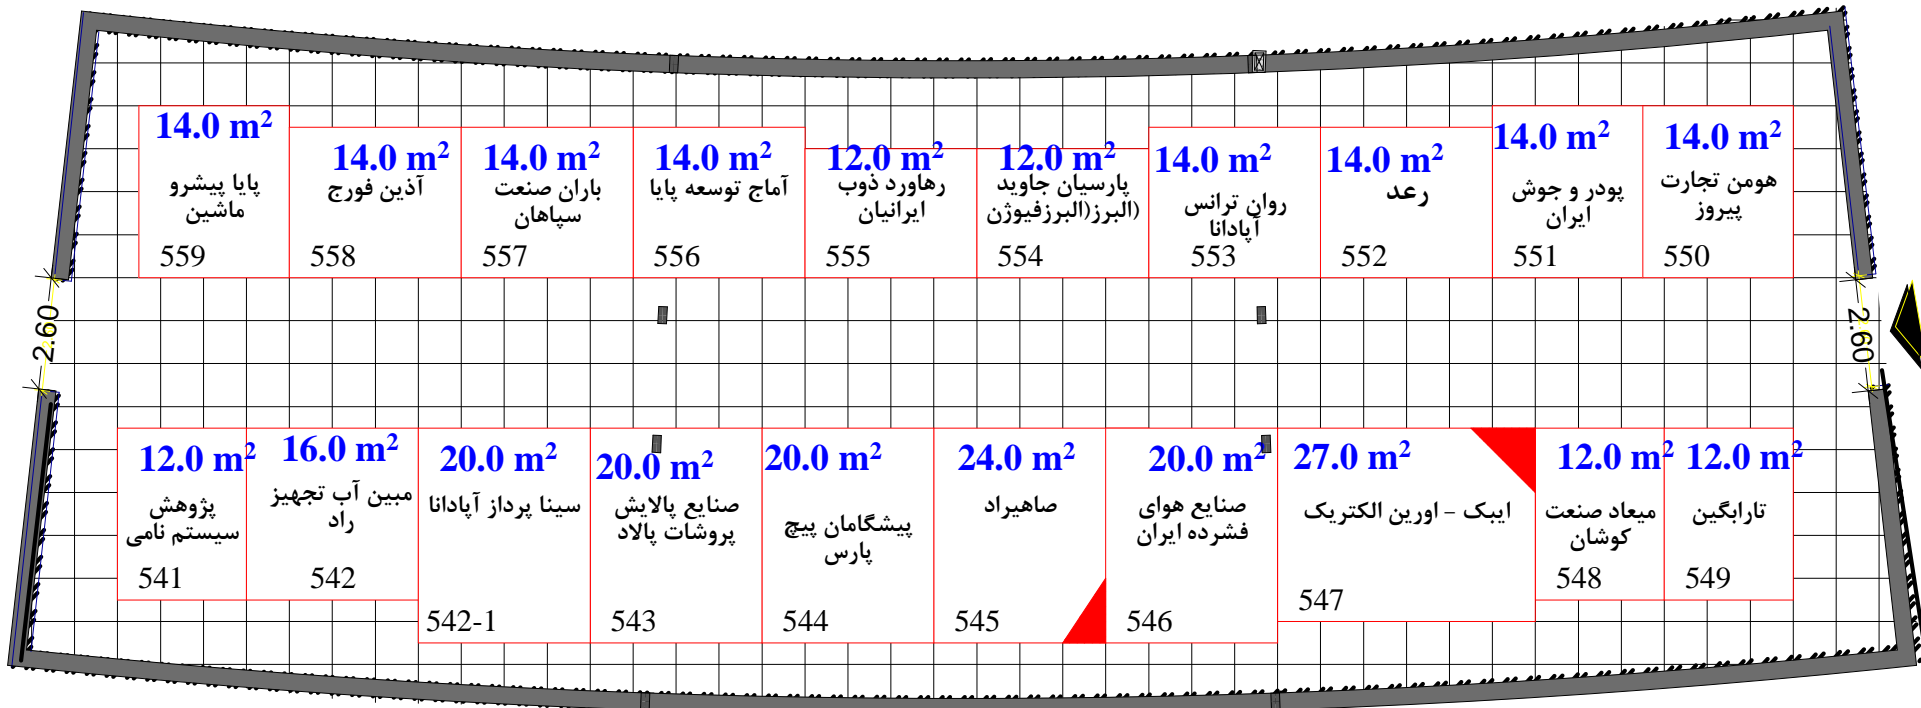 14.0 m²
پایا پیشرو
ماشین
559
14.0 m²
آذین فورج
558
14.0 m²
باران صنعت
سپاهان
557
14.0 m²
آماج توسعه پایا
556
12.0 m²
رهاورد ذوب
ایرانیان
555
12.0 m²
پارسیان جاوید
البرز(البرزفیوژن)
554
14.0 m²
روان ترانس
آپادانا
553
14.0 m²
رعد
552
14.0 m²
پودر و جوش
ایران
551
14.0 m²
هومن تجارت
پیروز
550
2.60
2.60
12.0 m²
پژوهش
سیستم نامی
541
16.0 m²
مبین آب تجهیز
راد
542
20.0 m²
سینا پرداز آپادانا
542-1
20.0 m²
صنایع پالایش
پروشات پالاد
543
20.0 m²
پیشگامان پیچ
پارس
544
24.0 m²
صاهیراد
545
20.0 m²
صنایع هوای
فشرده ایران
546
27.0 m²
ایبک - اورین الکتریک
547
12.0 m²
میعاد صنعت
کوشان
548
12.0 m²
تارابگین
549